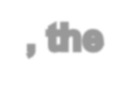 , the